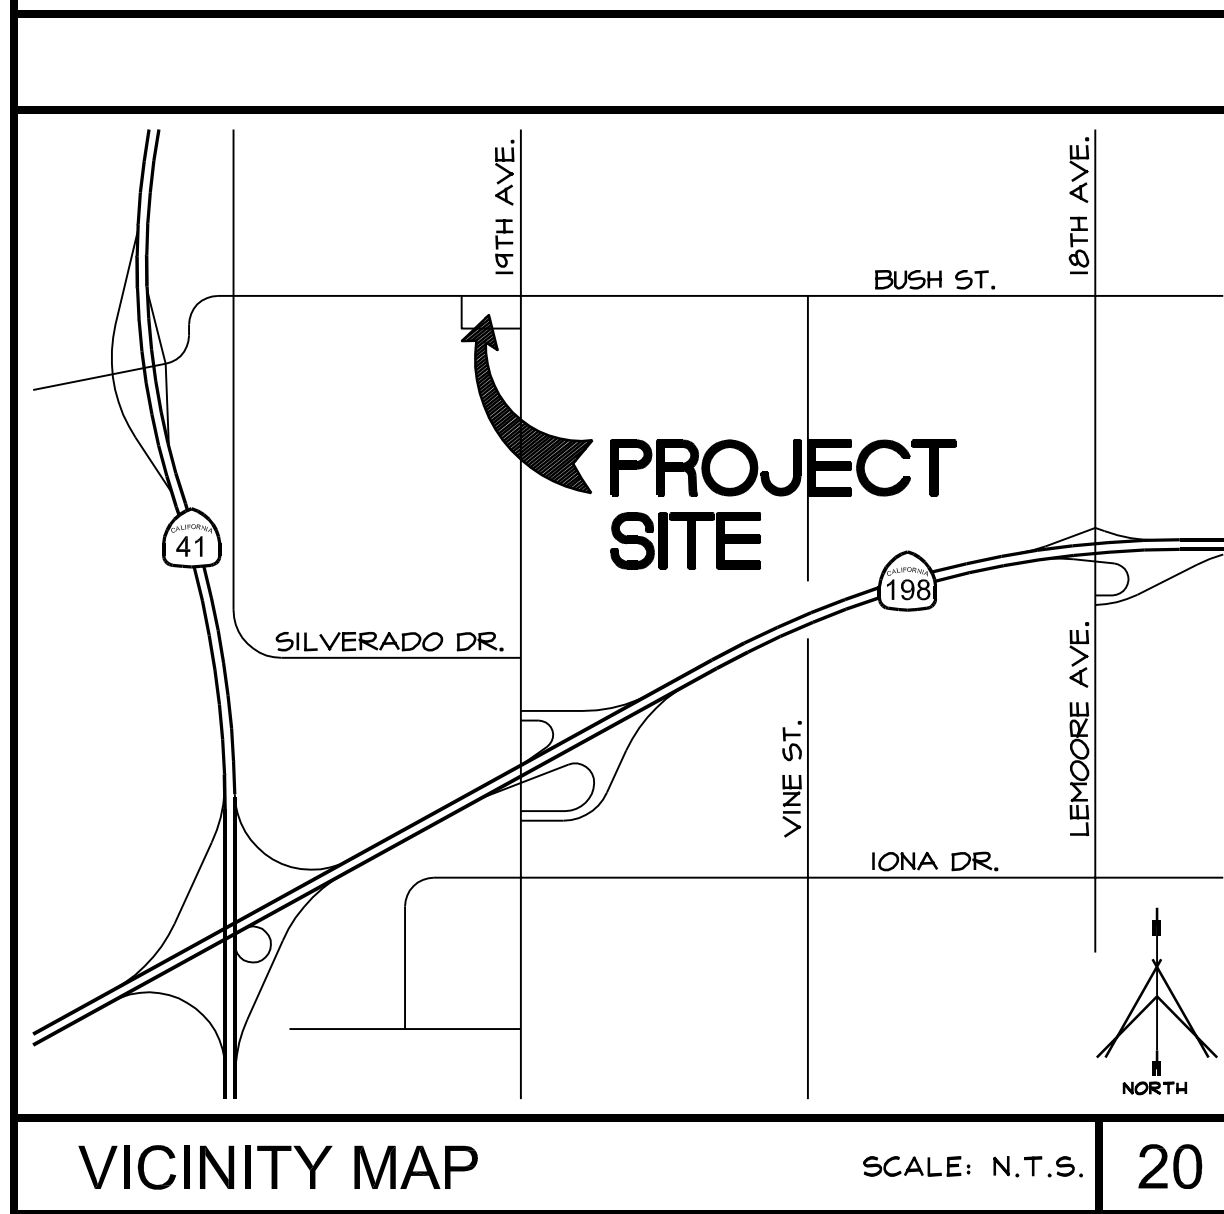 19TH AVE.
18TH AVE.
BUSH ST.
PROJECT
SITE
CALIFORNIA
41
CALIFORNIA
198
SILVERADO DR.
VINE ST.
LEMOORE AVE.
IONA DR.
NORTH
VICINITY MAP
SCALE: N.T.S.
20